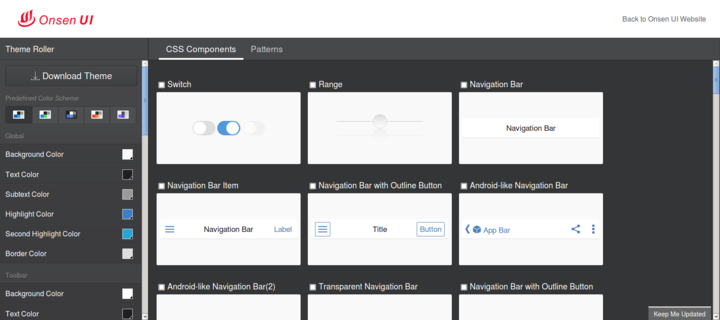 Onsen UI
Back to Onsen UI Website
Theme Roller
CSS Components
Patterns
Download Theme
Predefined Color Scheme
Global
Background Color
Text Color
Subtext Color
Highlight Color
Second Highlight Color
Border Color
Toolbar
Background Color
Text Color
Switch
Range
Navigation Bar
Navigation Bar
Navigation Bar Item
Navigation Bar with Outline Button
Android-like Navigation Bar
Navigation Bar
Label
Title
Button
App Bar
Android-like Navigation Bar(2)
Transparent Navigation Bar
Navigation Bar with Outline Button
Keep Me Updated